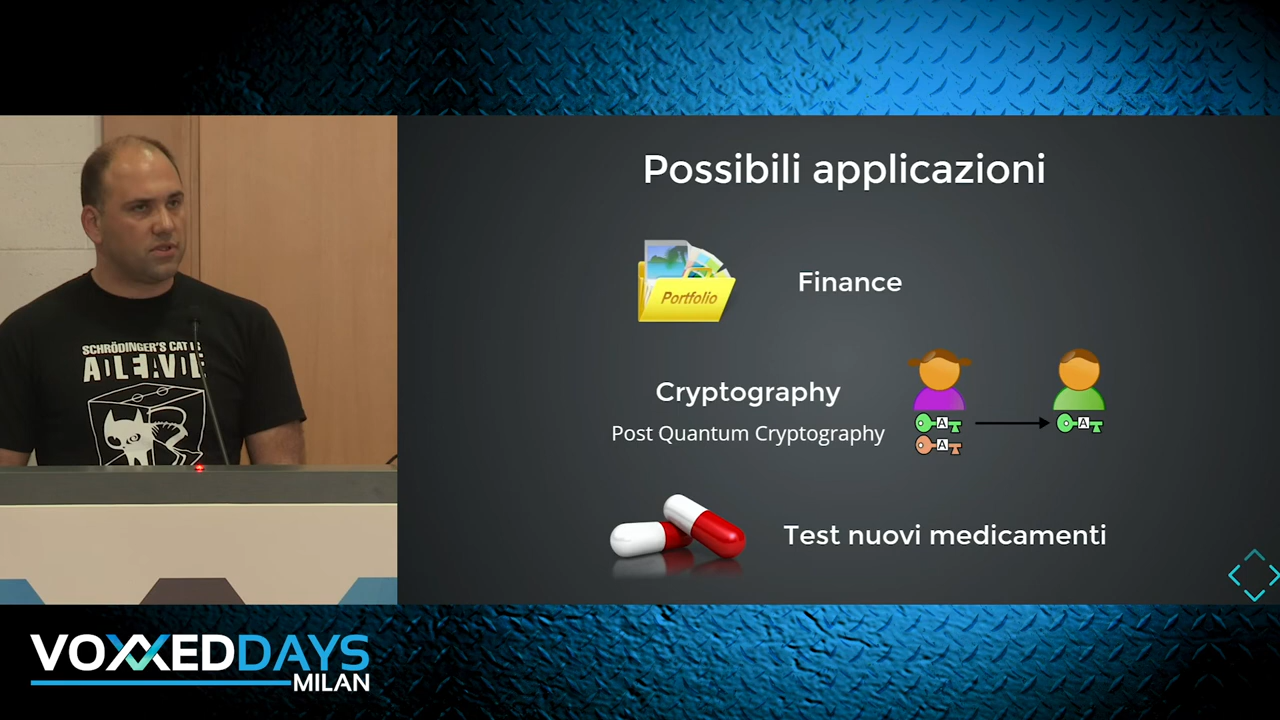 Possibili applicazioni
Portfolio
Finance
Cryptography
Post Quantum Cryptography
A
A
A
Test nuovi medicamenti
SCHRÖDINGER'S CAT IS
VOXXEDDAYS
MILAN